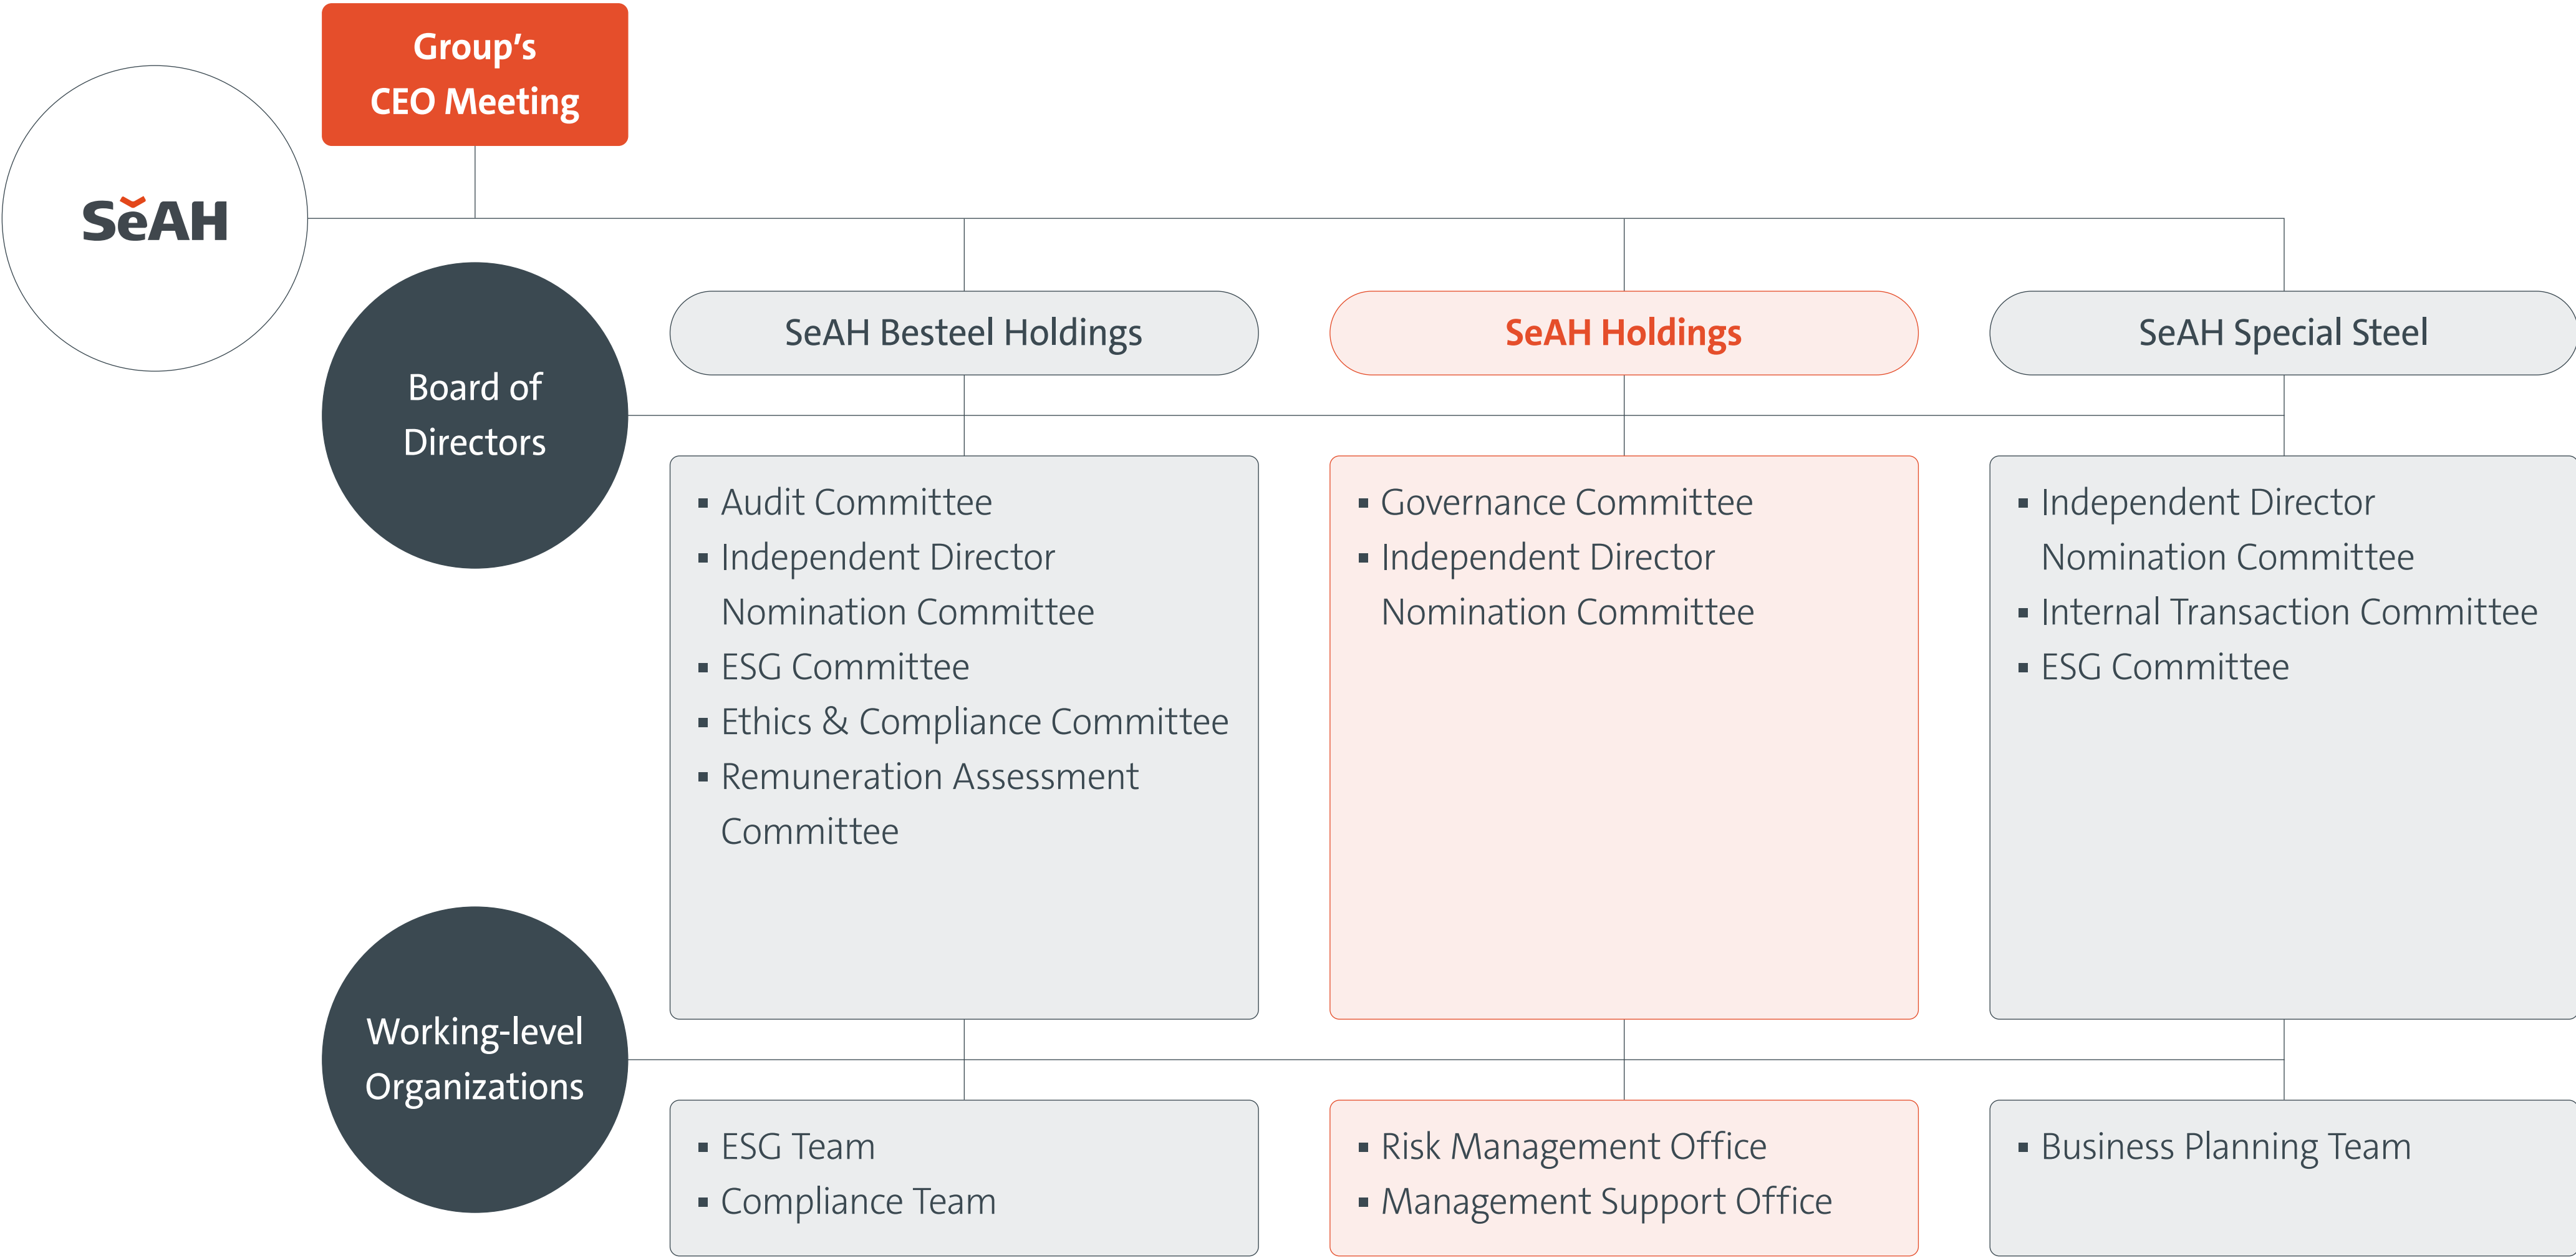 Group's
CEO Meeting
SeAH
Board of
Directors
SeAH Besteel Holdings
SeAH Holdings
SeAH Special Steel
▪ Audit Committee
▪ Independent Director
Nomination Committee
▪ ESG Committee
▪ Ethics & Compliance Committee
▪ Remuneration Assessment
Committee
▪ Governance Committee
▪ Independent Director
Nomination Committee
▪ Independent Director
Nomination Committee
▪ Internal Transaction Committee
▪ ESG Committee
Working-level
Organizations
▪ ESG Team
▪ Compliance Team
▪ Risk Management Office
▪ Management Support Office
▪ Business Planning Team